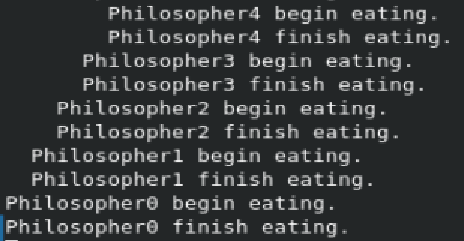 Philosopher4 begin eating.
Philosopher4 finish eating.
Philosopher3 begin eating.
Philosopher3 finish eating.
Philosopher2 begin eating.
Philosopher2 finish eating.
Philosopher1 begin eating.
Philosopher1 finish eating.
Philosopher0 begin eating.
Philosopher0 finish eating.